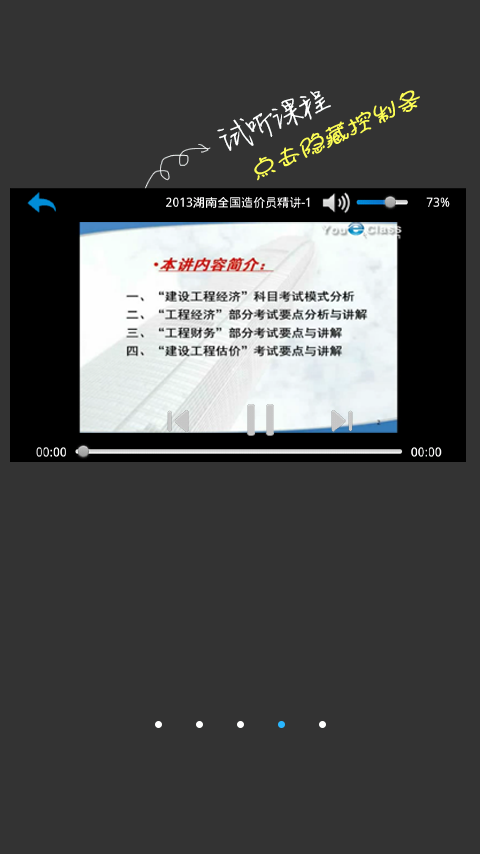 试听课程
点击隐藏控制条
2013湖南全国造价员精讲-1
73%
You Class
•本讲内容简介：
一、“建设工程经济”科目考试模式分析
二、“工程经济”部分考试要点分析与讲解
三、“工程财务”部分考试要点与讲解
四、“建设工程估价”考试要点与讲解
2
00:00
00:00